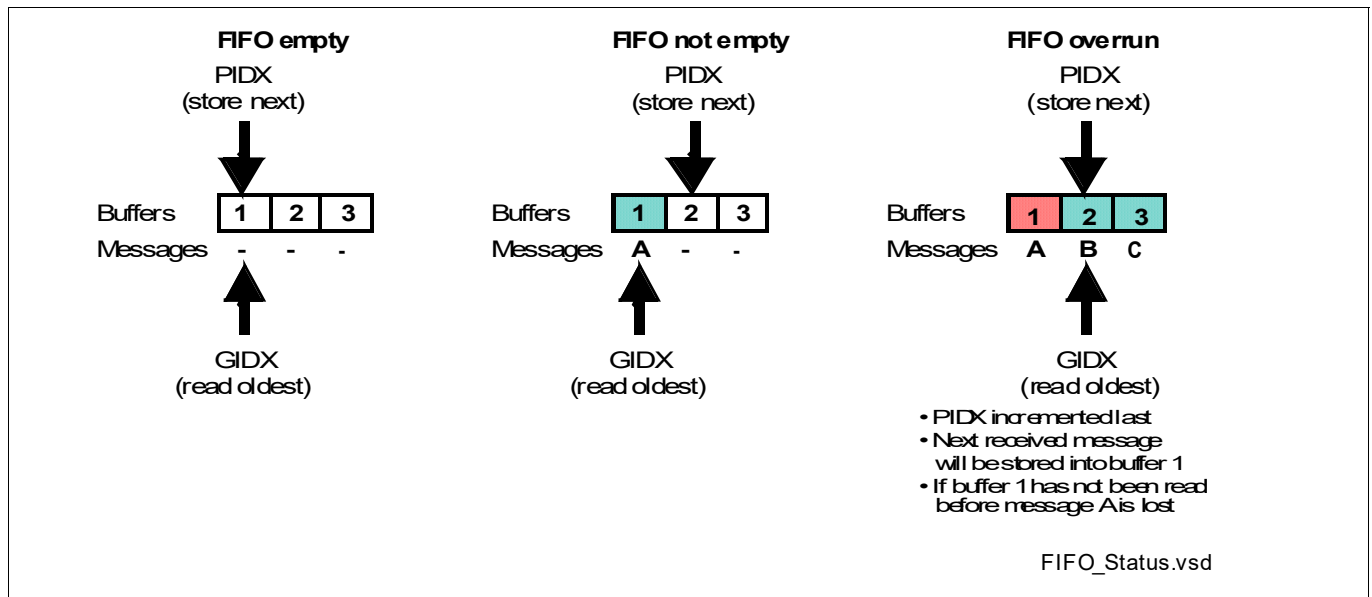 FIFO empty
PIDX
(store next)
Buffers 1 2 3
Messages - - -
GIDX
(read oldest)
FIFO not empty
PIDX
(store next)
Buffers 1 2 3
Messages A - -
GIDX
(read oldest)
FIFO overrun
PIDX
(store next)
Buffers 1 2 3
Messages A B C
GIDX
(read oldest)
• PIDX incremented last
• Next received message
will be stored into buffer 1
• If buffer 1 has not been read
before message A is lost
FIFO_Status.vsd